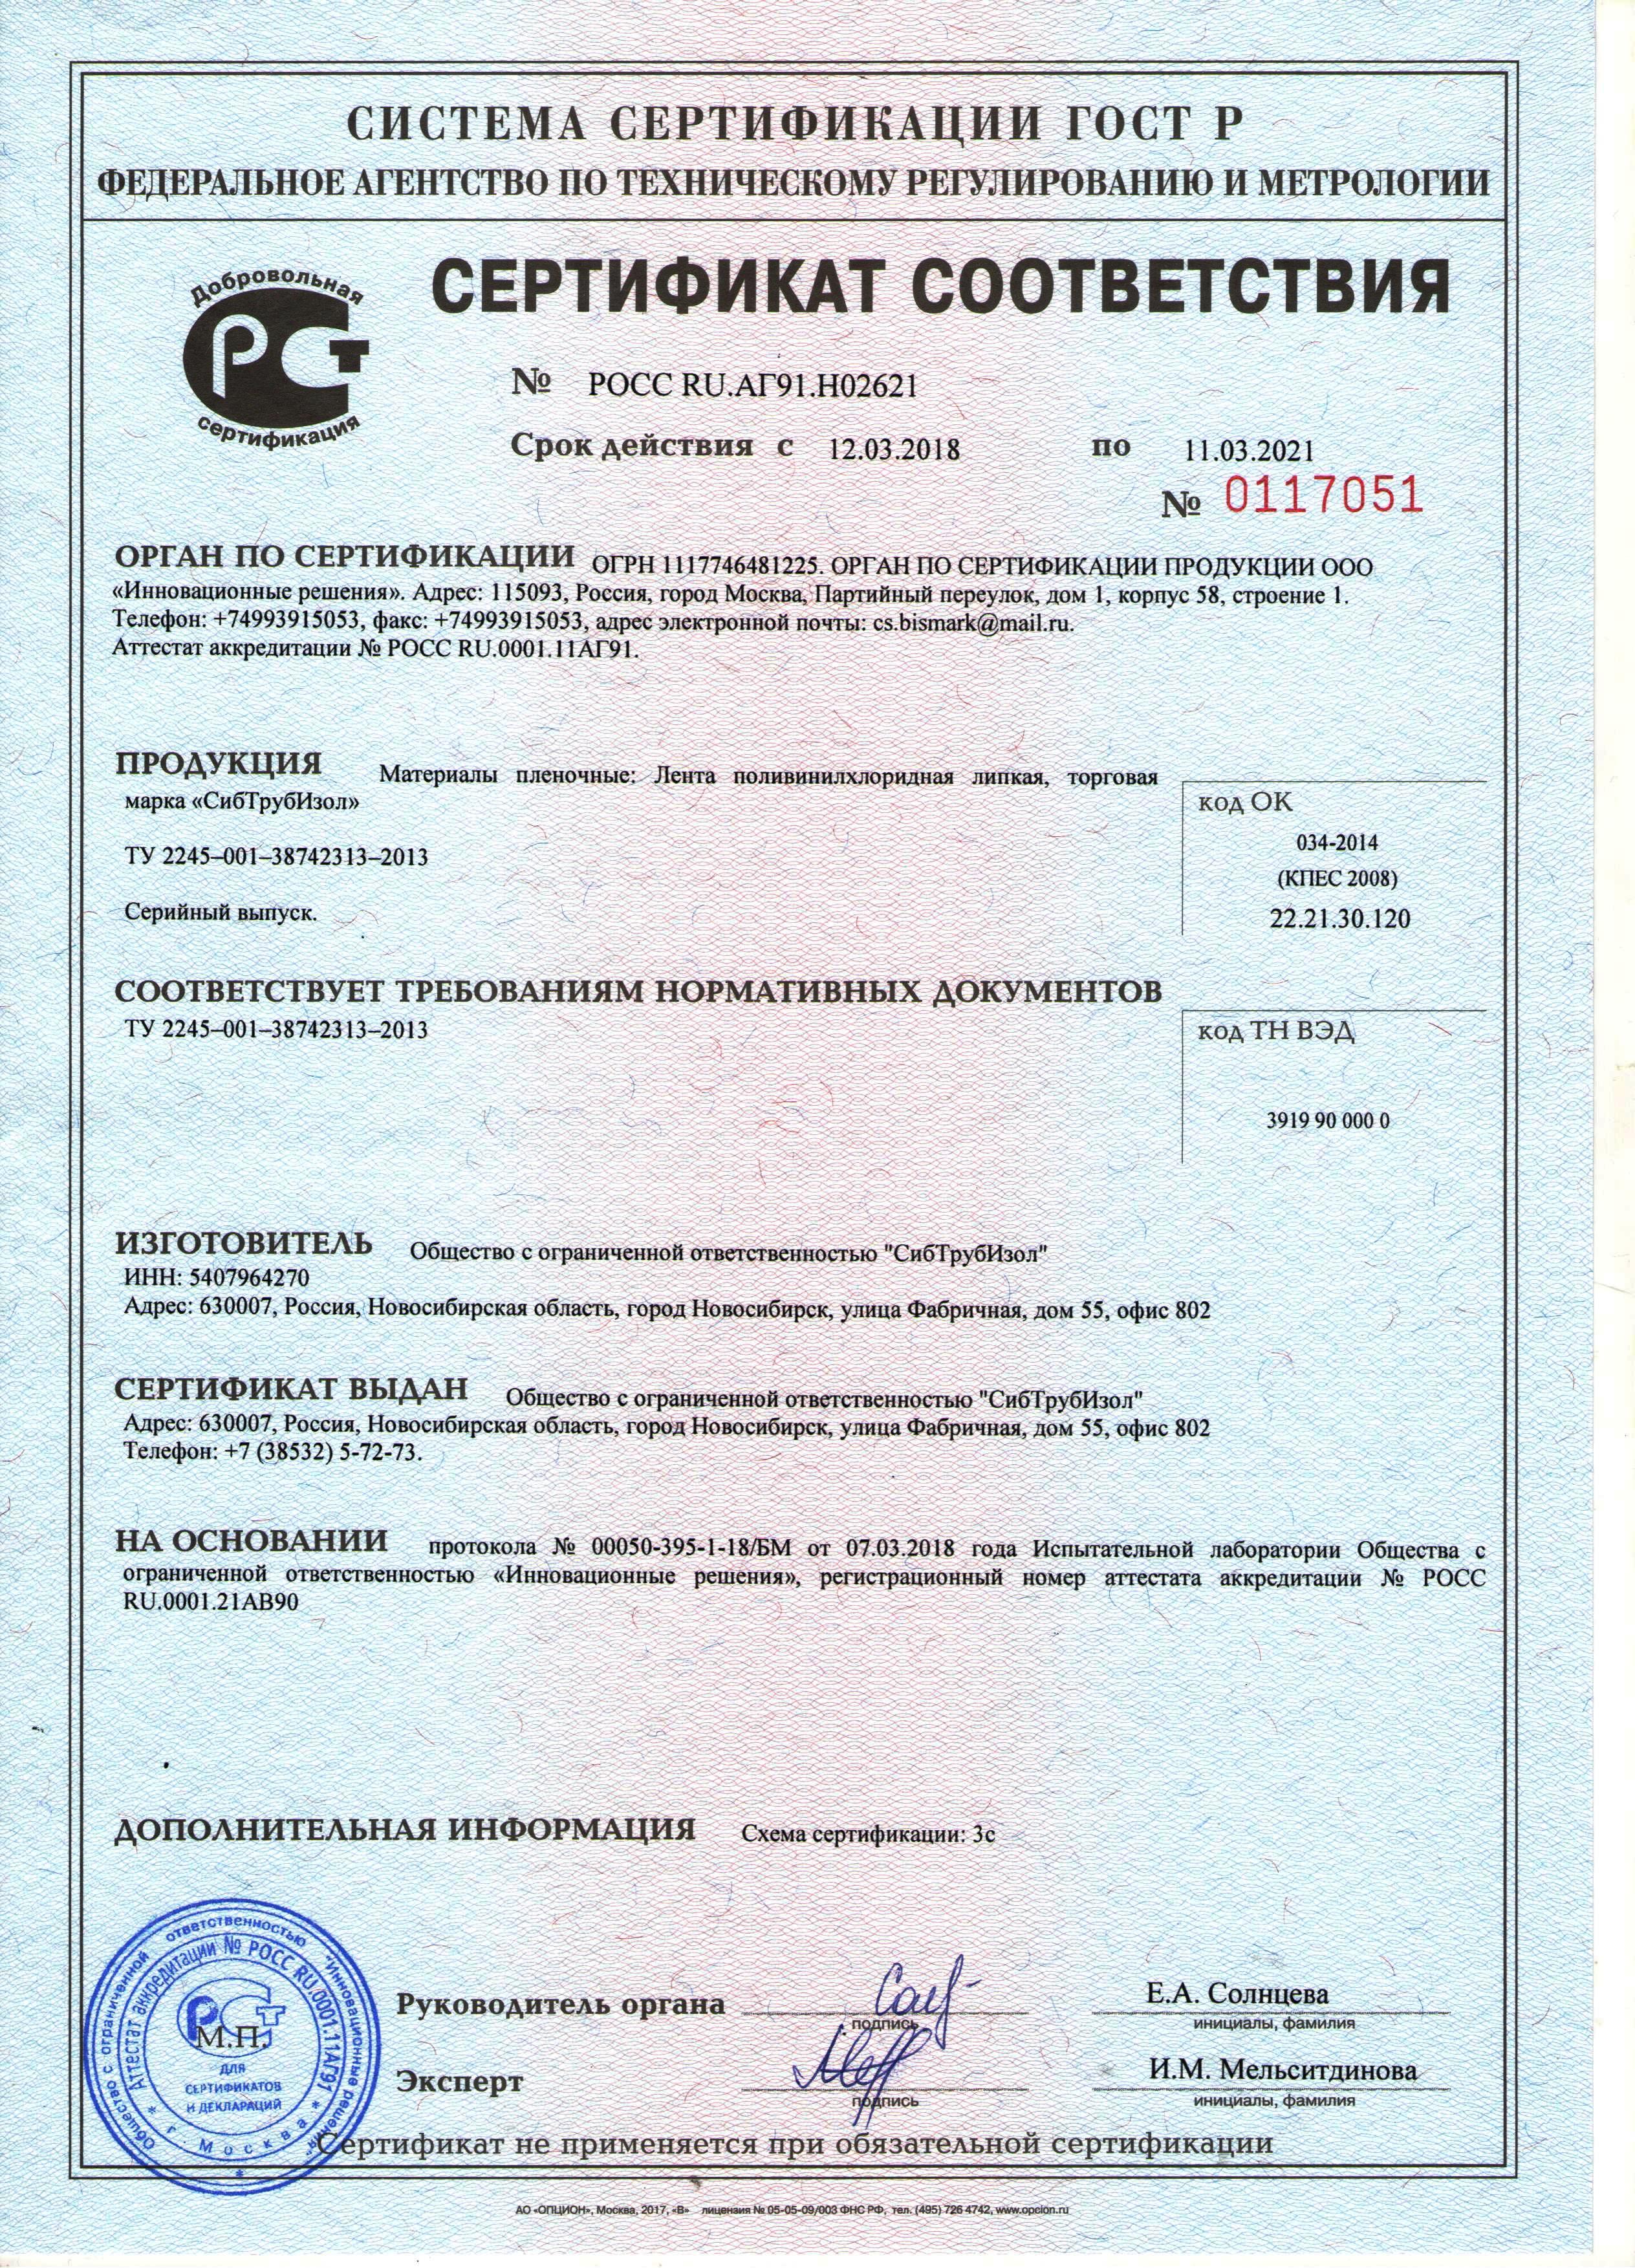 СИСТЕМА СЕРТИФИКАЦИИ ГОСТ Р
ФЕДЕРАЛЬНОЕ АГЕНТСТВО ПО ТЕХНИЧЕСКОМУ РЕГУЛИРОВАНИЮ И МЕТРОЛОГИИ
Добровольная
РСТ
сертификация
СЕРТИФИКАТ СООТВЕТСТВИЯ
№ РОСС RU.АГ91.Н02621
Срок действия с 12.03.2018 по 11.03.2021
№ 0117051
ОРГАН ПО СЕРТИФИКАЦИИ ОГРН 1117746481225. ОРГАН ПО СЕРТИФИКАЦИИ ПРОДУКЦИИ ООО
«Инновационные решения». Адрес: 115093, Россия, город Москва, Партийный переулок, дом 1, корпус 58, строение 1.
Телефон: +74993915053, факс: +74993915053, адрес электронной почты: cs.bismark@mail.ru.
Аттестат аккредитации № РОСС RU.0001.11АГ91.
ПРОДУКЦИЯ Материалы пленочные: Лента поливинилхлоридная липкая, торговая
марка «СибТрубИзол»
ТУ 2245–001–38742313–2013
Серийный выпуск.
код ОК
034-2014
(КПЕС 2008)
22.21.30.120
СООТВЕТСТВУЕТ ТРЕБОВАНИЯМ НОРМАТИВНЫХ ДОКУМЕНТОВ
ТУ 2245–001–38742313–2013
код ТН ВЭД
3919 90 000 0
ИЗГОТОВИТЕЛЬ Общество с ограниченной ответственностью "СибТрубИзол"
ИНН: 5407964270
Адрес: 630007, Россия, Новосибирская область, город Новосибирск, улица Фабричная, дом 55, офис 802
СЕРТИФИКАТ ВЫДАН Общество с ограниченной ответственностью "СибТрубИзол"
Адрес: 630007, Россия, Новосибирская область, город Новосибирск, улица Фабричная, дом 55, офис 802
Телефон: +7 (38532) 5-72-73.
НА ОСНОВАНИИ протокола № 00050-395-1-18/БМ от 07.03.2018 года Испытательной лаборатории Общества с
ограниченной ответственностью «Инновационные решения», регистрационный номер аттестата аккредитации № РОСС
RU.0001.21АВ90
ДОПОЛНИТЕЛЬНАЯ ИНФОРМАЦИЯ Схема сертификации: 3с
Общество с ограниченной ответственностью "Инновационные решения"
Аттестат аккредитации № РОСС RU.0001.11АГ91
РСТ
М.П.
ДЛЯ
СЕРТИФИКАТОВ
И ДЕКЛАРАЦИЙ
* г. Москва *
Руководитель органа
подпись
Е.А. Солнцева
инициалы, фамилия
Эксперт
подпись
И.М. Мельситдинова
инициалы, фамилия
Сертификат не применяется при обязательной сертификации
АО «ОПЦИОН», Москва, 2017, «В» лицензия № 05-05-09/003 ФНС РФ, тел. (495) 726 4742, www.opcion.ru